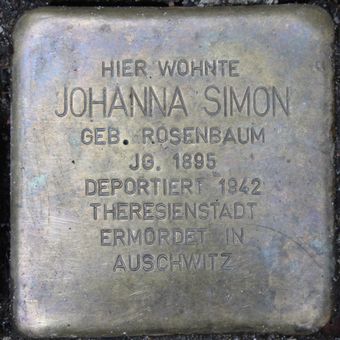 HIER WOHNTE
JOHANNA SIMON
GEB. ROSENBAUM
JG. 1895
DEPORTIERT 1942
THERESIENSTADT
ERMORDET IN
AUSCHWITZ